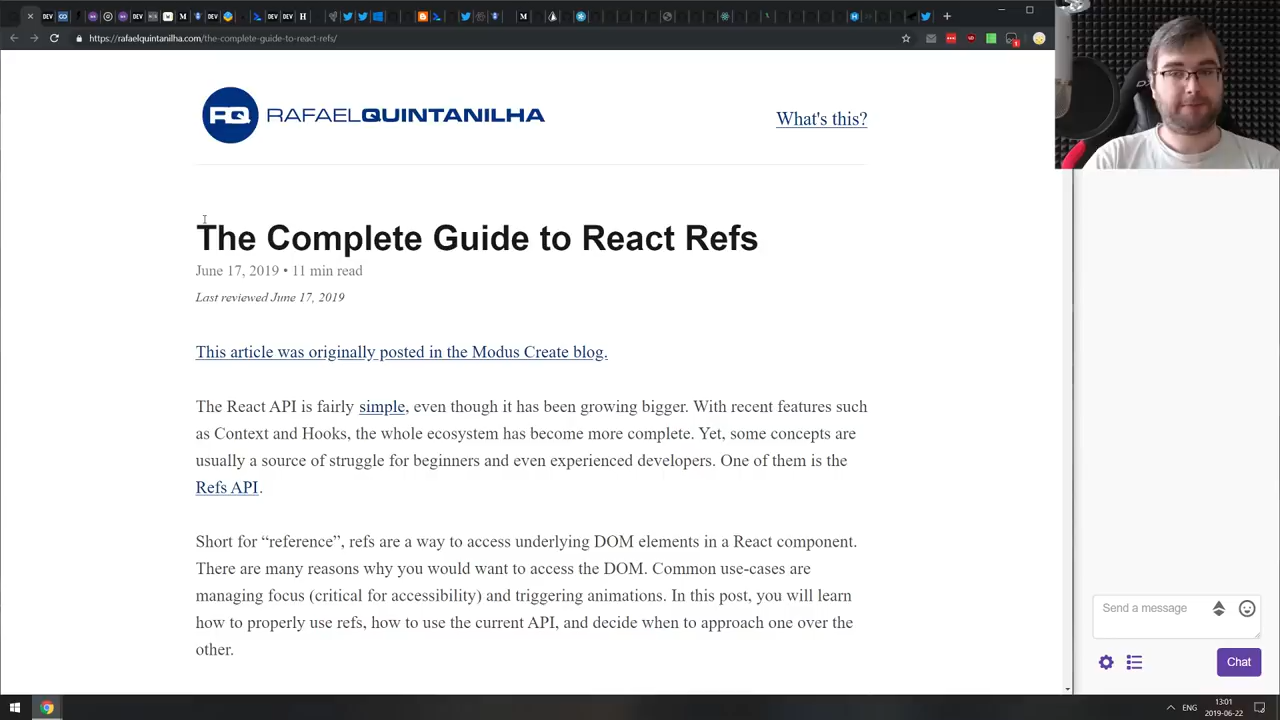 https://rafaelquintanilha.com/the-complete-guide-to-react-refs/
RQ RAFAELQUINTANILHA
What's this?
The Complete Guide to React Refs
June 17, 2019 • 11 min read
Last reviewed June 17, 2019
This article was originally posted in the Modus Create blog.
The React API is fairly simple, even though it has been growing bigger. With recent features such
as Context and Hooks, the whole ecosystem has become more complete. Yet, some concepts are
usually a source of struggle for beginners and even experienced developers. One of them is the
Refs API.
Short for “reference”, refs are a way to access underlying DOM elements in a React component.
There are many reasons why you would want to access the DOM. Common use-cases are
managing focus (critical for accessibility) and triggering animations. In this post, you will learn
how to properly use refs, how to use the current API, and decide when to approach one over the
other.
Send a message
Chat
ENG
13:01
2019-06-22